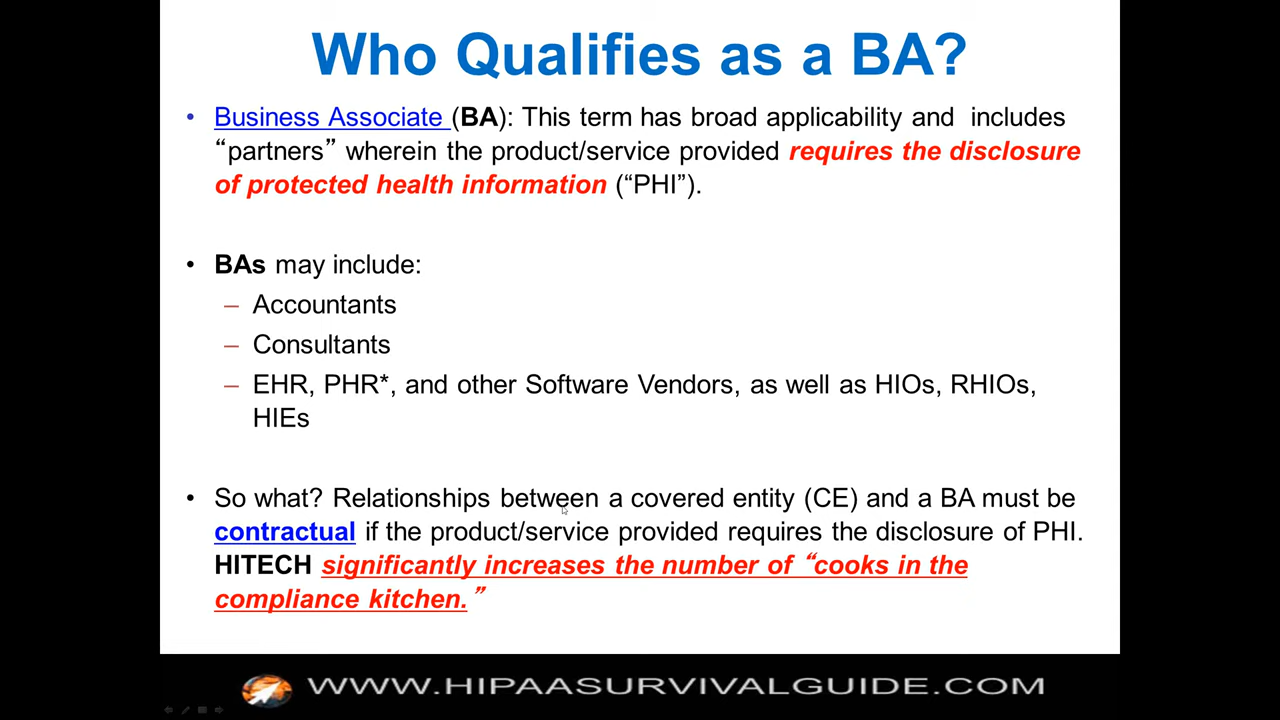 Who Qualifies as a BA?
• Business Associate (BA): This term has broad applicability and includes
“partners” wherein the product/service provided requires the disclosure
of protected health information (“PHI”).
• BAs may include:
– Accountants
– Consultants
– EHR, PHR*, and other Software Vendors, as well as HIOs, RHIOs,
HIEs
• So what? Relationships between a covered entity (CE) and a BA must be
contractual if the product/service provided requires the disclosure of PHI.
HITECH significantly increases the number of “cooks in the
compliance kitchen.”
WWW.HIPAASURVIVALGUIDE.COM